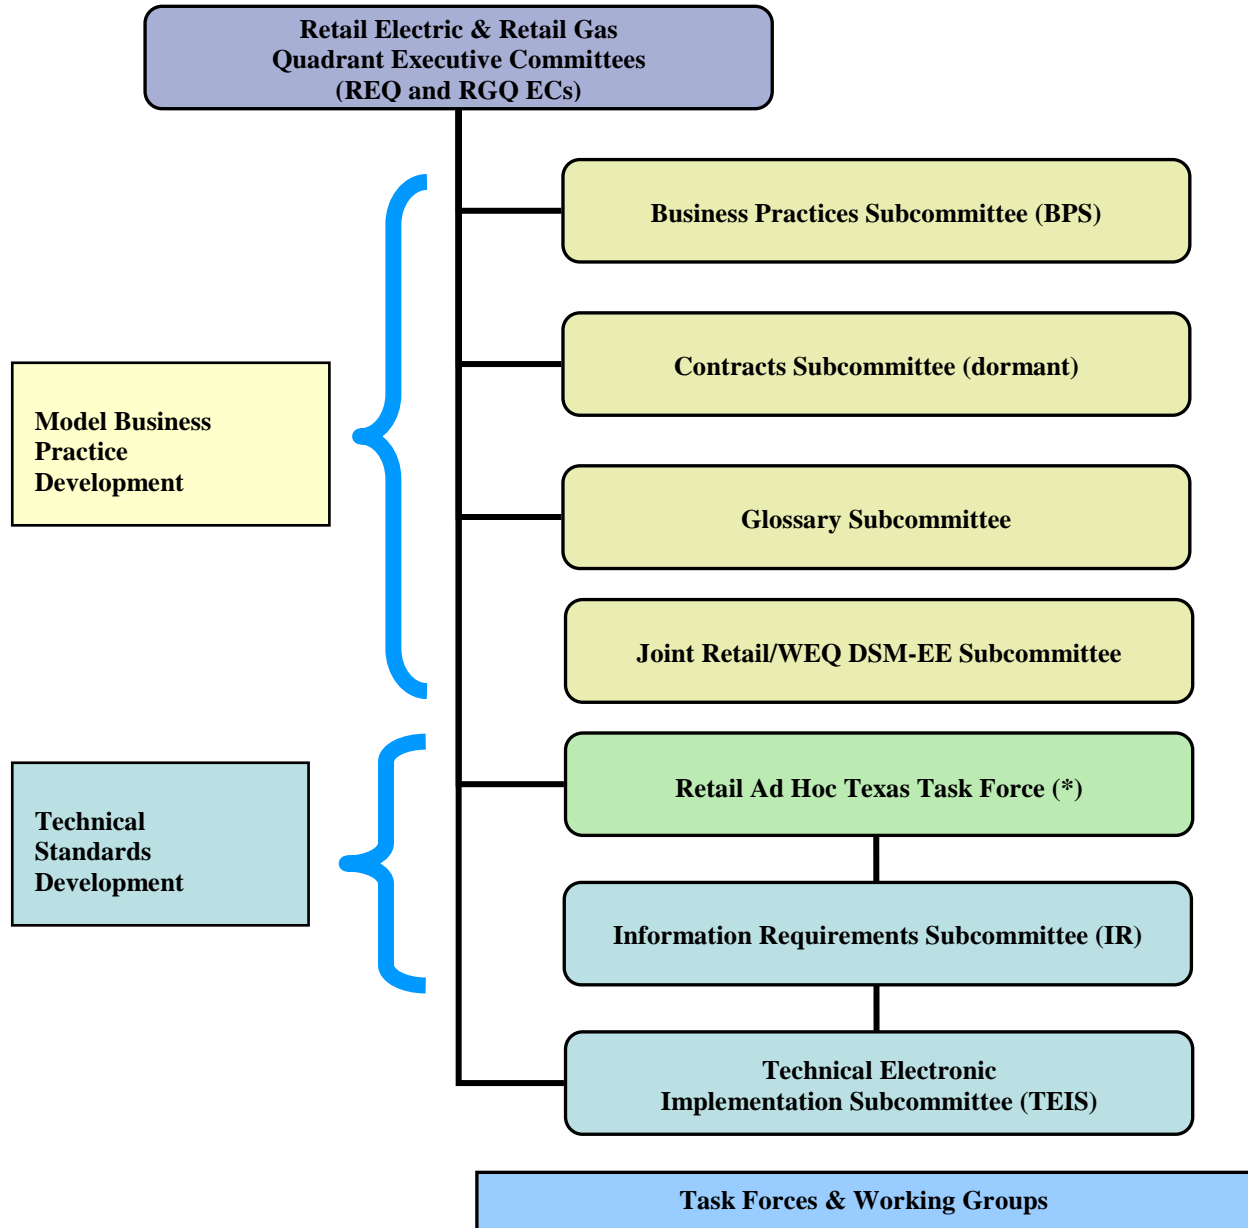 Retail Electric & Retail Gas
Quadrant Executive Committees
(REQ and RGQ ECs)
Business Practices Subcommittee (BPS)
Contracts Subcommittee (dormant)
Model Business
Practice
Development
Glossary Subcommittee
Joint Retail/WEQ DSM-EE Subcommittee
Retail Ad Hoc Texas Task Force (*)
Technical
Standards
Development
Information Requirements Subcommittee (IR)
Technical Electronic
Implementation Subcommittee (TEIS)
Task Forces & Working Groups